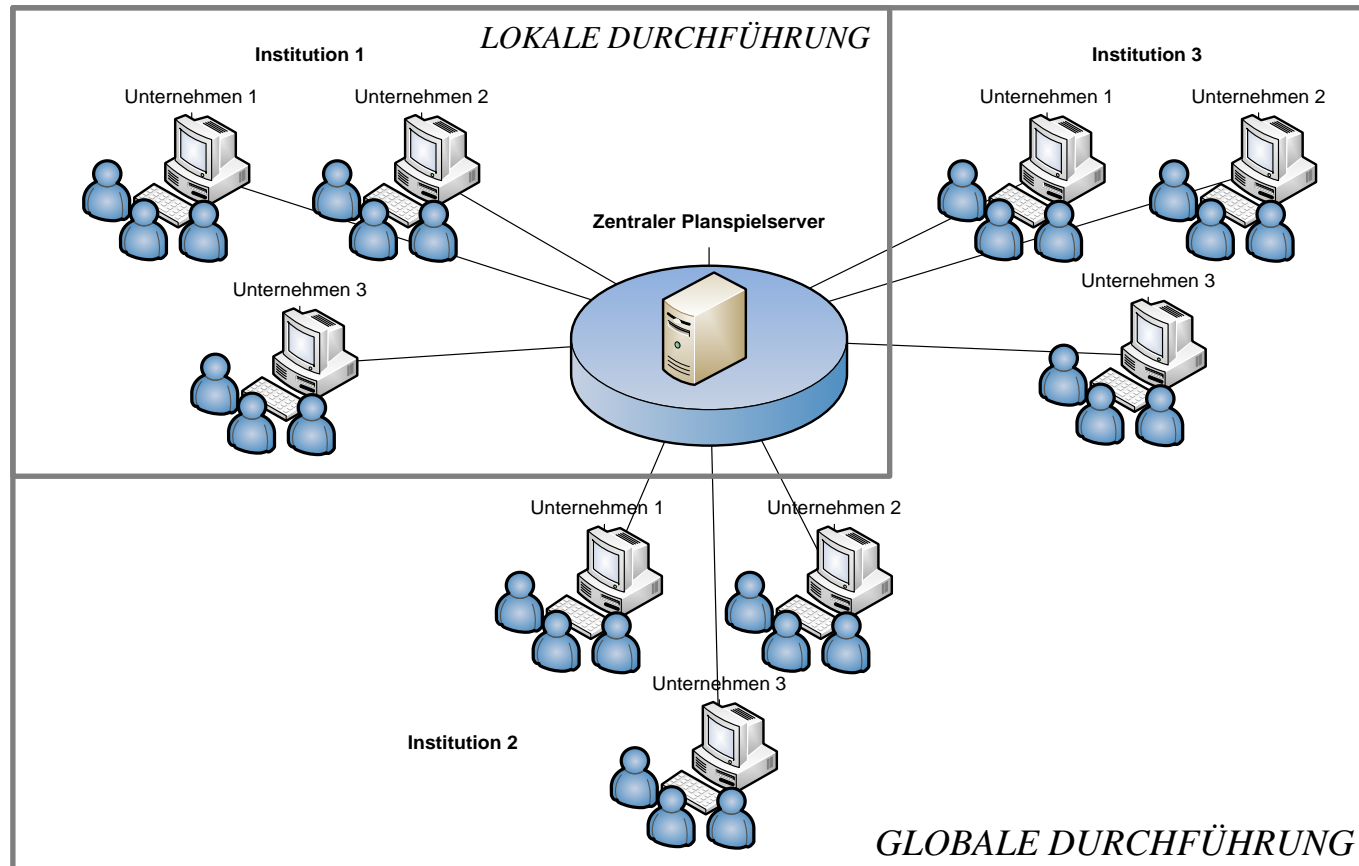 LOKALE DURCHFÜHRUNG
Institution 1
Unternehmen 1
Unternehmen 2
Unternehmen 3
Institution 3
Unternehmen 1
Unternehmen 2
Unternehmen 3
Zentraler Planspielserver
Unternehmen 1
Unternehmen 2
Unternehmen 3
Institution 2
GLOBALE DURCHFÜHRUNG